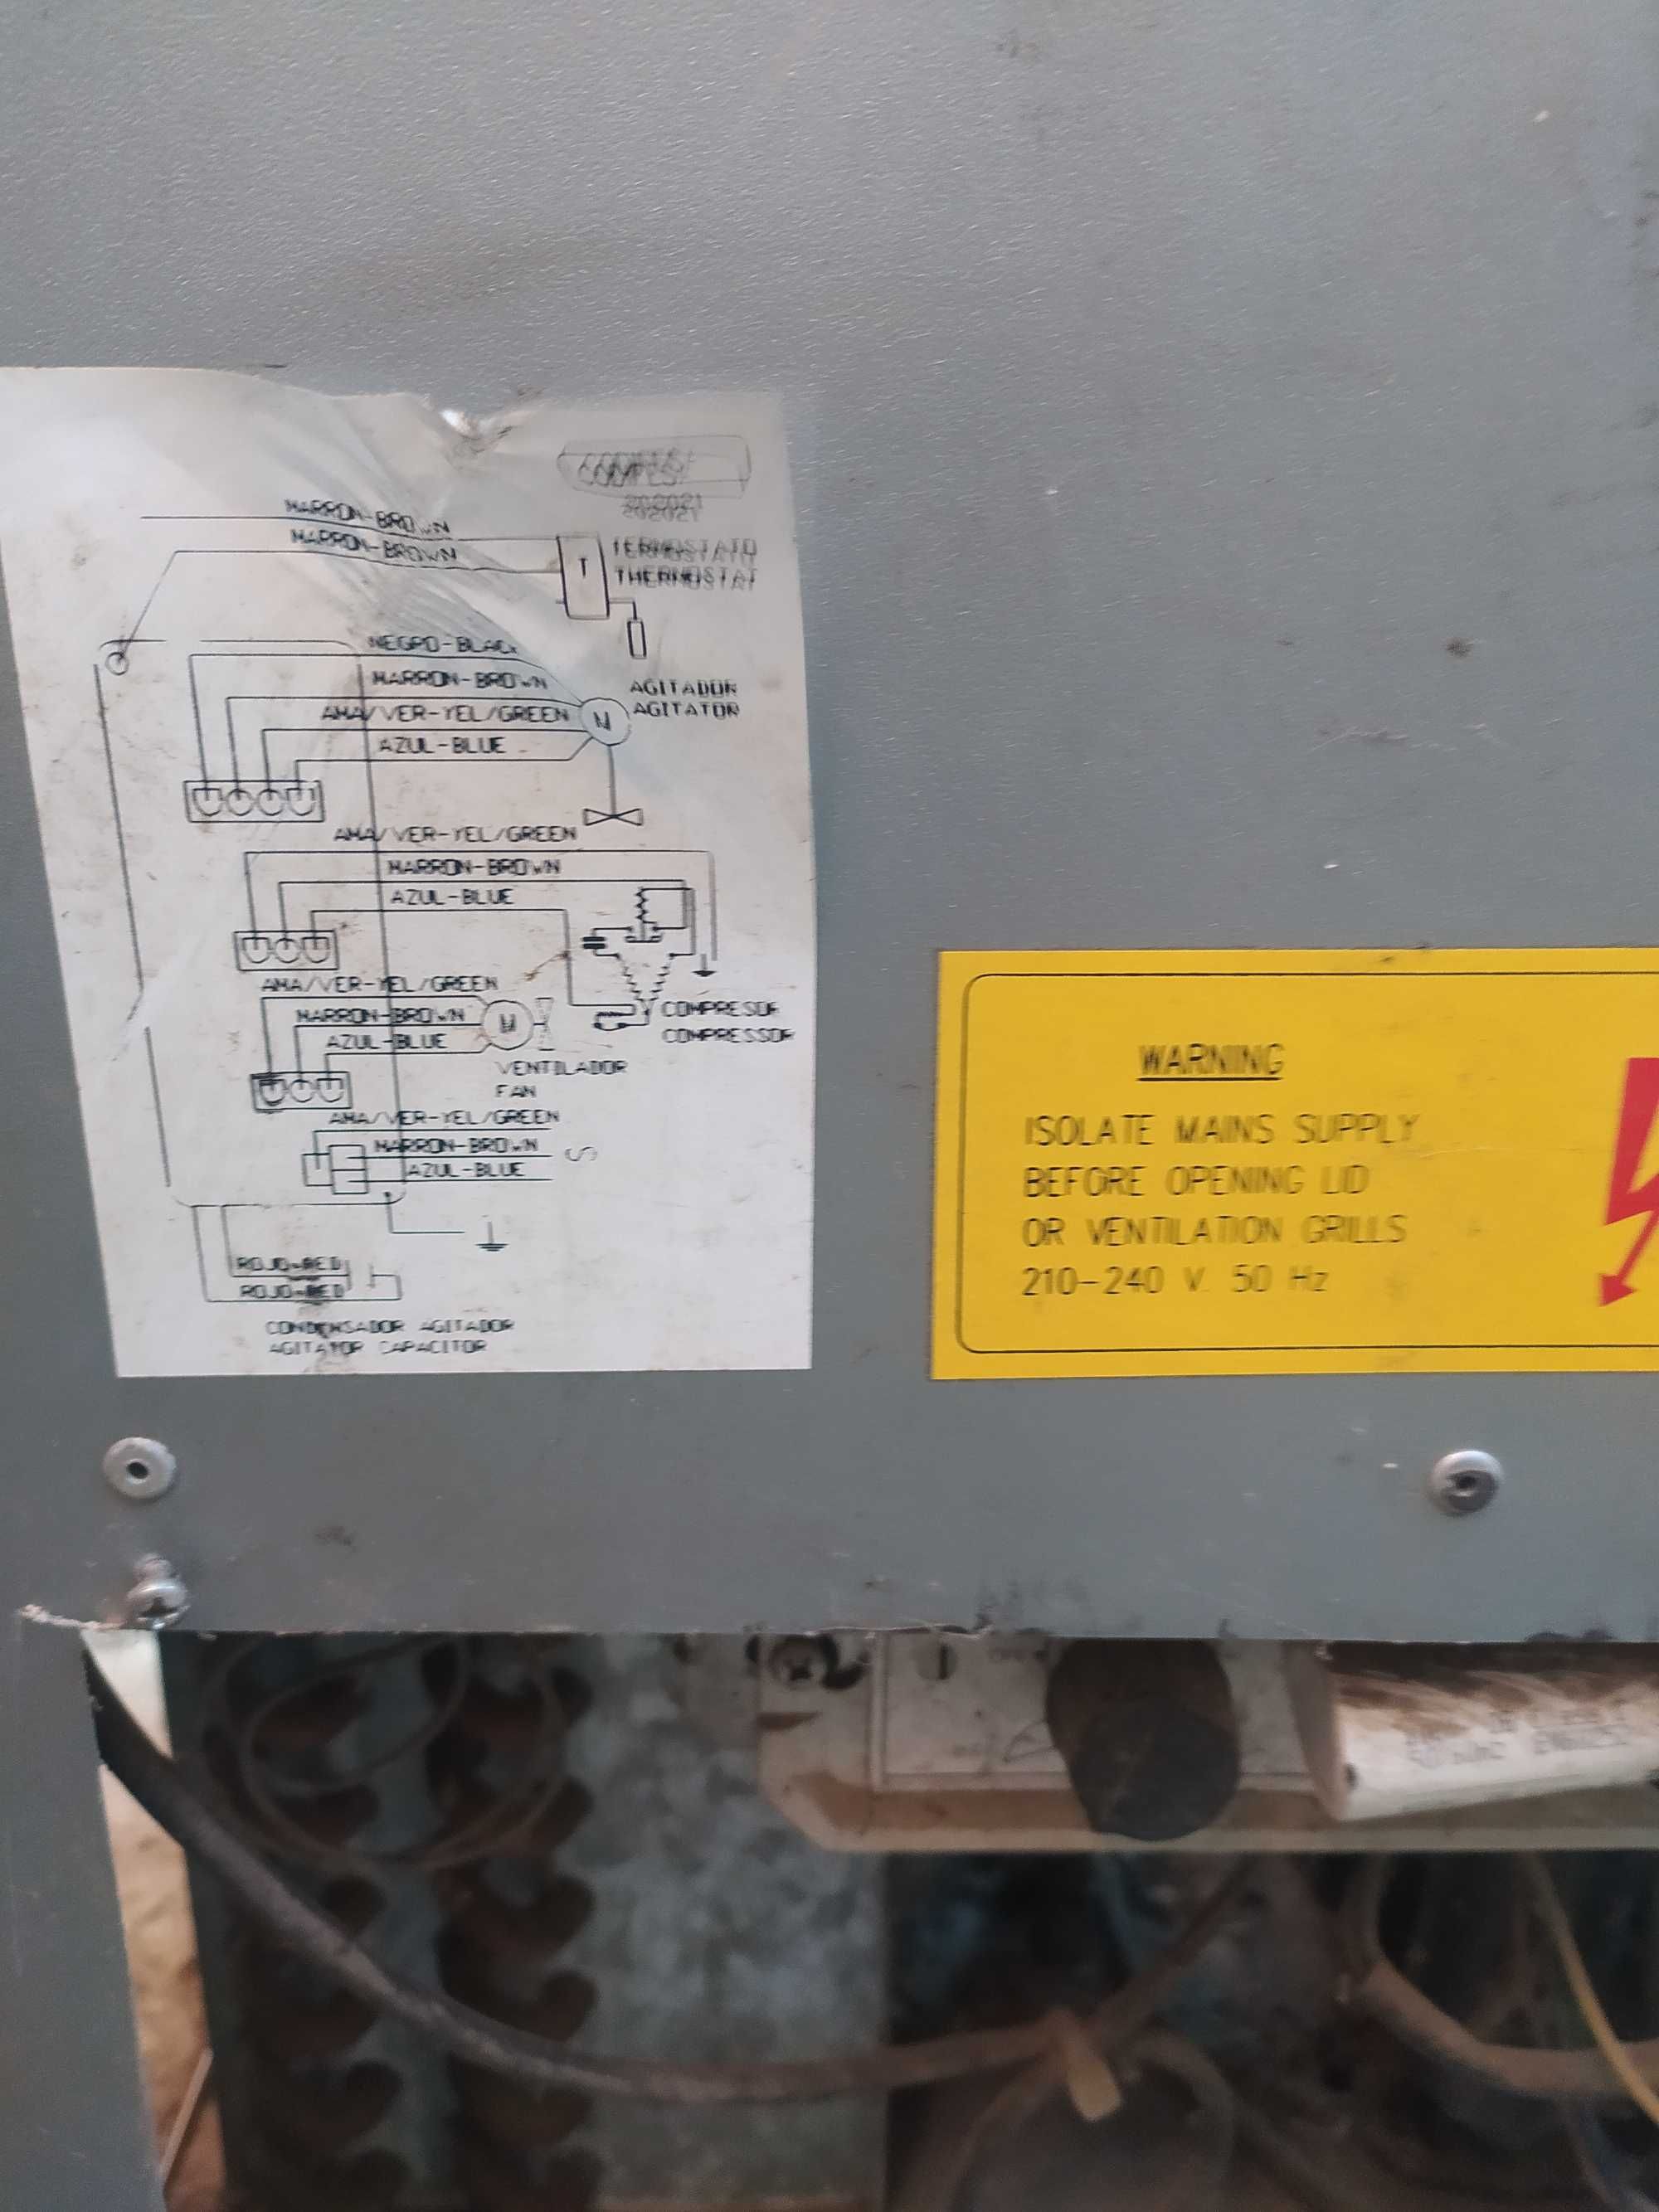 202021
MARRON-BROWN
MARRON-BROWN
T
TERMOSTATO
THERMOSTAT
NEGRO-BLACK
MARRON-BROWN
AMA/VER-YEL/GREEN
AZUL-BLUE
M
AGITADOR
AGITATOR
AMA/VER-YEL/GREEN
MARRON-BROWN
AZUL-BLUE
COMPRESOR
COMPRESSOR
AMA/VER-YEL/GREEN
MARRON-BROWN
AZUL-BLUE
M
VENTILADOR
FAN
AMA/VER-YEL/GREEN
MARRON-BROWN
AZUL-BLUE
ROJO-RED
ROJO-RED
CONDENSADOR AGITADOR
AGITATOR CAPACITOR
WARNING
ISOLATE MAINS SUPPLY
BEFORE OPENING LID
OR VENTILATION GRILLS
210-240 V. 50 Hz